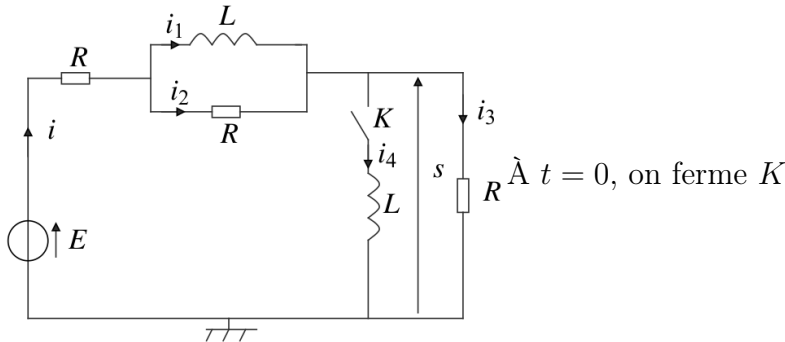 i₁
L
R
i₂
R
i
K
i₃
i₄
s
L
R
E
À t = 0, on ferme K